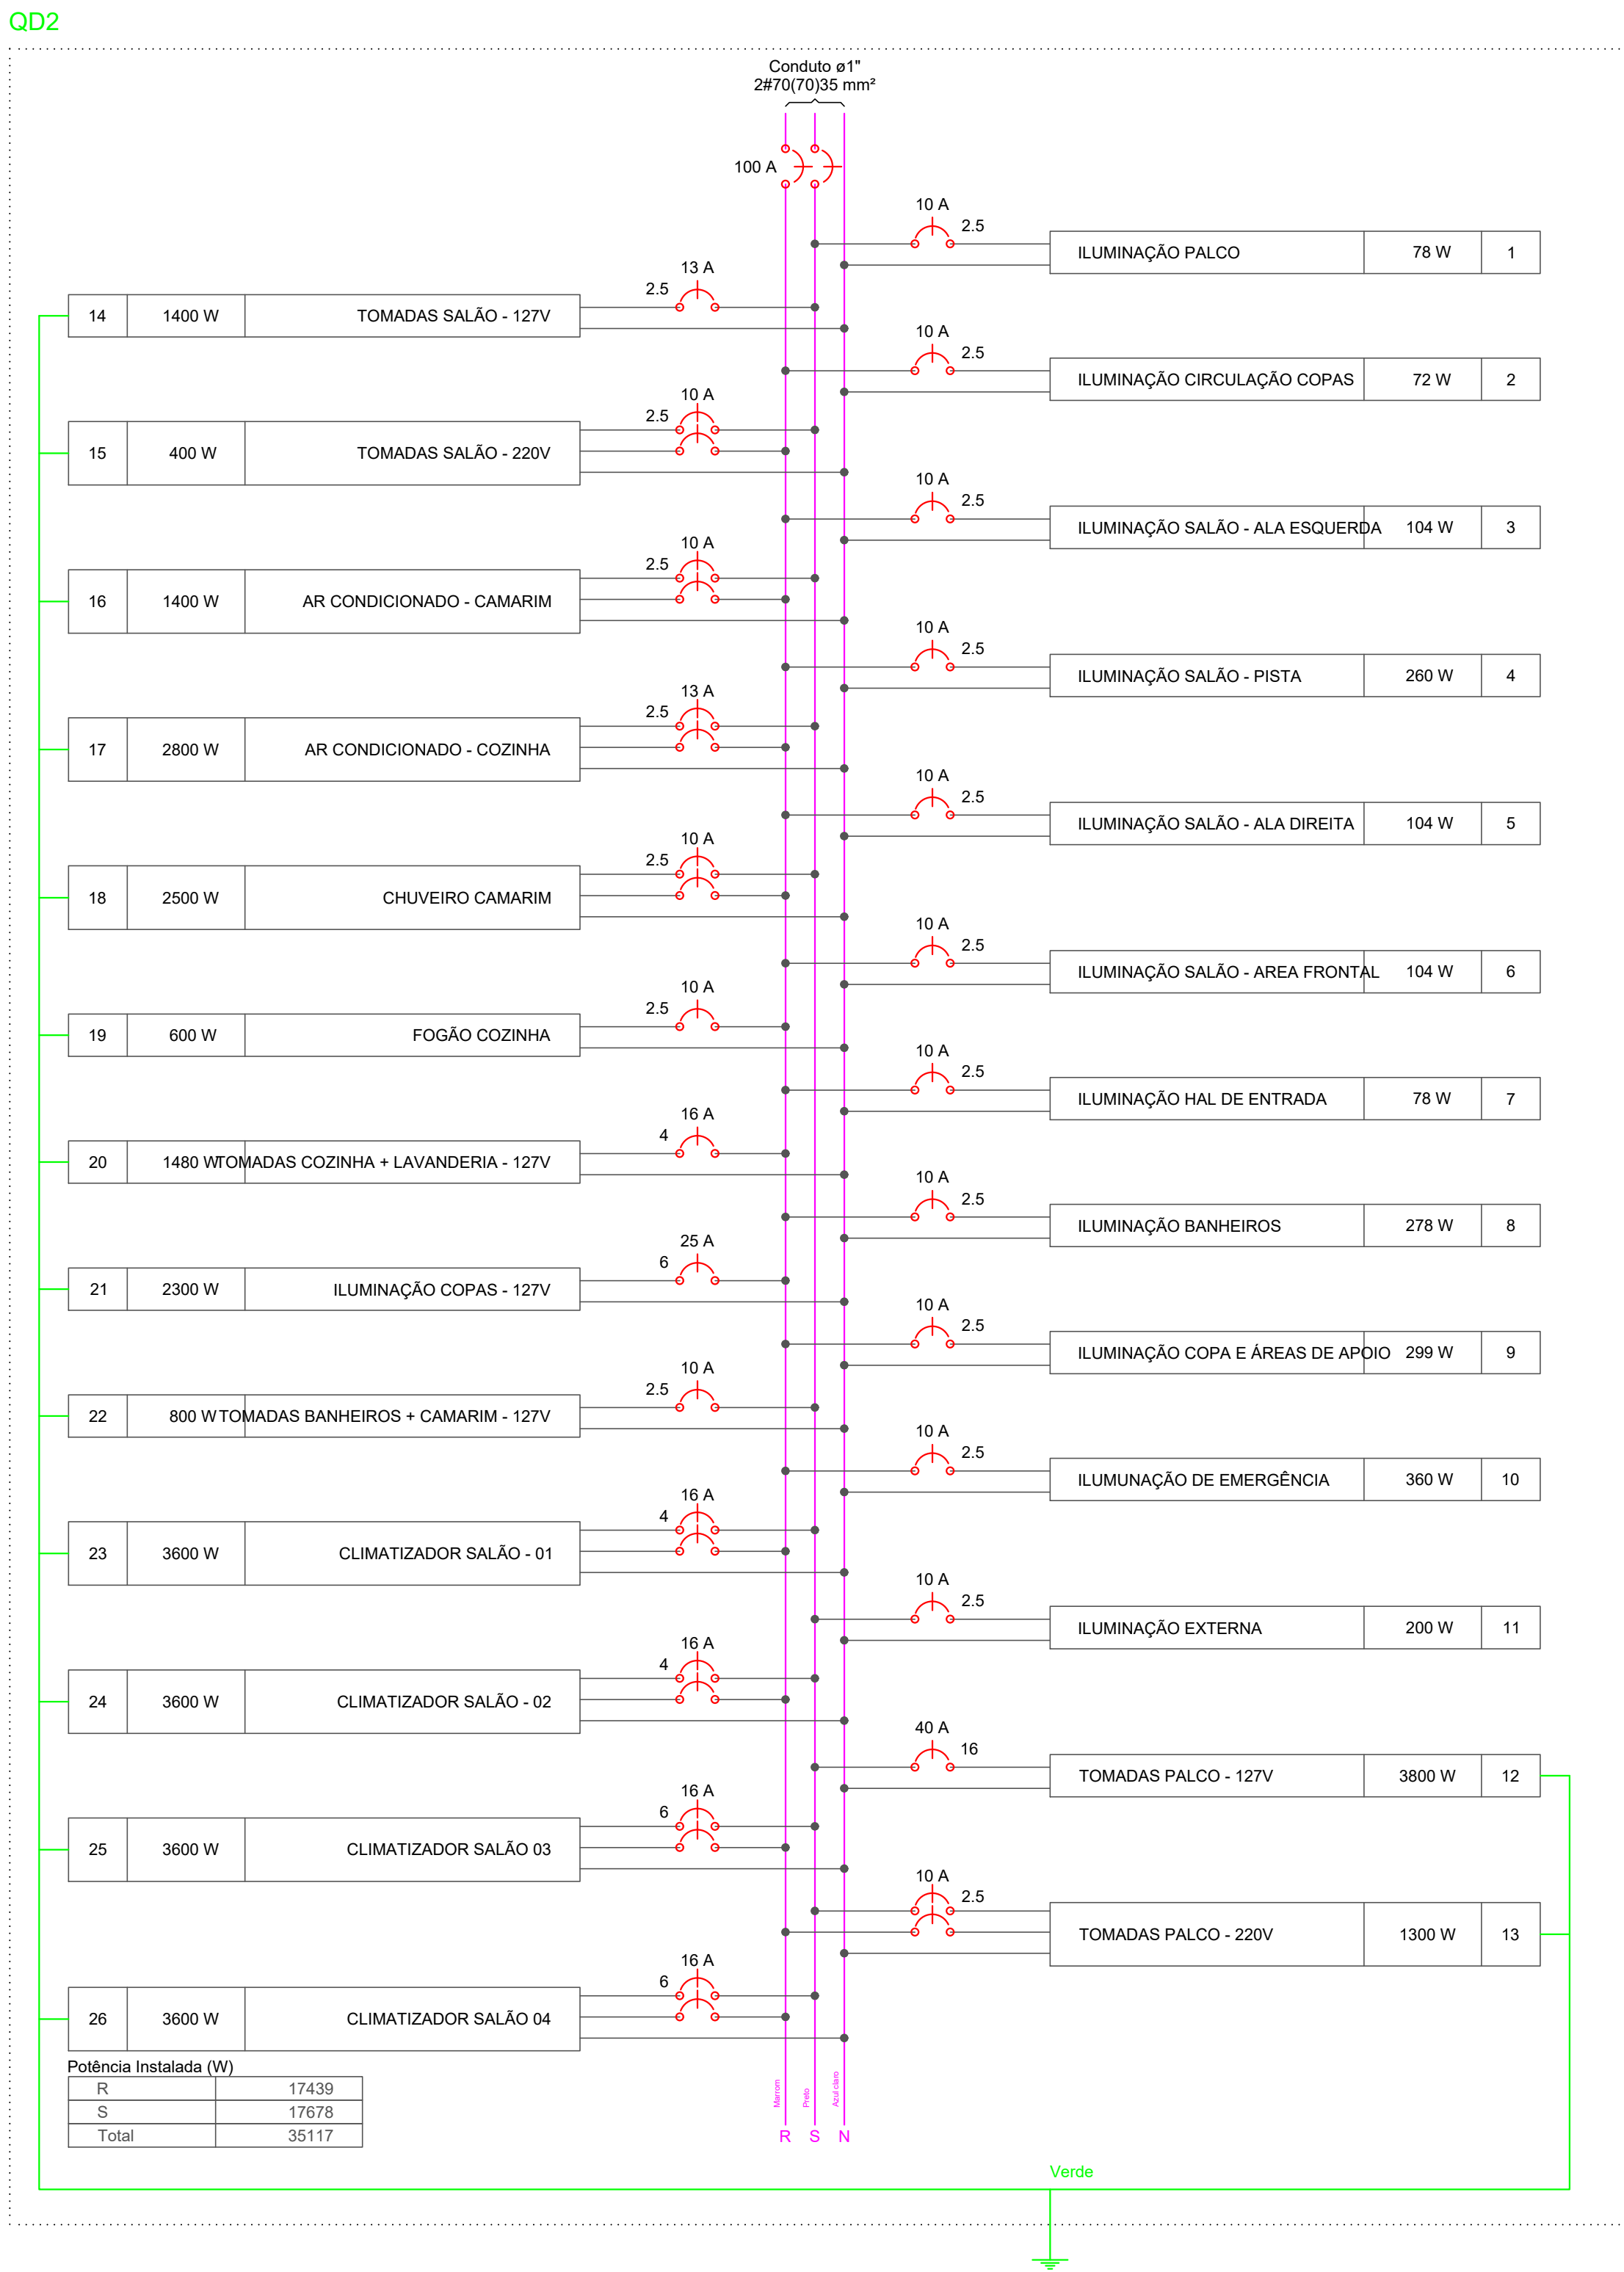 QD2
Conduto ø1"
2#70(70)35 mm²
100 A
10 A
2.5
ILUMINAÇÃO PALCO 78 W 1
13 A
2.5
14 1400 W TOMADAS SALÃO - 127V
10 A
2.5
ILUMINAÇÃO CIRCULAÇÃO COPAS 72 W 2
10 A
2.5
15 400 W TOMADAS SALÃO - 220V
10 A
2.5
ILUMINAÇÃO SALÃO - ALA ESQUERDA 104 W 3
10 A
2.5
16 1400 W AR CONDICIONADO - CAMARIM
10 A
2.5
ILUMINAÇÃO SALÃO - PISTA 260 W 4
13 A
2.5
17 2800 W AR CONDICIONADO - COZINHA
10 A
2.5
ILUMINAÇÃO SALÃO - ALA DIREITA 104 W 5
10 A
2.5
18 2500 W CHUVEIRO CAMARIM
10 A
2.5
ILUMINAÇÃO SALÃO - AREA FRONTAL 104 W 6
10 A
2.5
19 600 W FOGÃO COZINHA
10 A
2.5
ILUMINAÇÃO HAL DE ENTRADA 78 W 7
16 A
4
20 1480 W TOMADAS COZINHA + LAVANDERIA - 127V
10 A
2.5
ILUMINAÇÃO BANHEIROS 278 W 8
25 A
6
21 2300 W ILUMINAÇÃO COPAS - 127V
10 A
2.5
ILUMINAÇÃO COPA E ÁREAS DE APOIO 299 W 9
10 A
2.5
22 800 W TOMADAS BANHEIROS + CAMARIM - 127V
10 A
2.5
ILUMUNAÇÃO DE EMERGÊNCIA 360 W 10
16 A
4
23 3600 W CLIMATIZADOR SALÃO - 01
10 A
2.5
ILUMINAÇÃO EXTERNA 200 W 11
16 A
4
24 3600 W CLIMATIZADOR SALÃO - 02
40 A
16
TOMADAS PALCO - 127V 3800 W 12
16 A
6
25 3600 W CLIMATIZADOR SALÃO 03
10 A
2.5
TOMADAS PALCO - 220V 1300 W 13
16 A
6
26 3600 W CLIMATIZADOR SALÃO 04
Potência Instalada (W)
R 17439
S 17678
Total 35117
Marrom
Preto
Azul claro
R S N
Verde